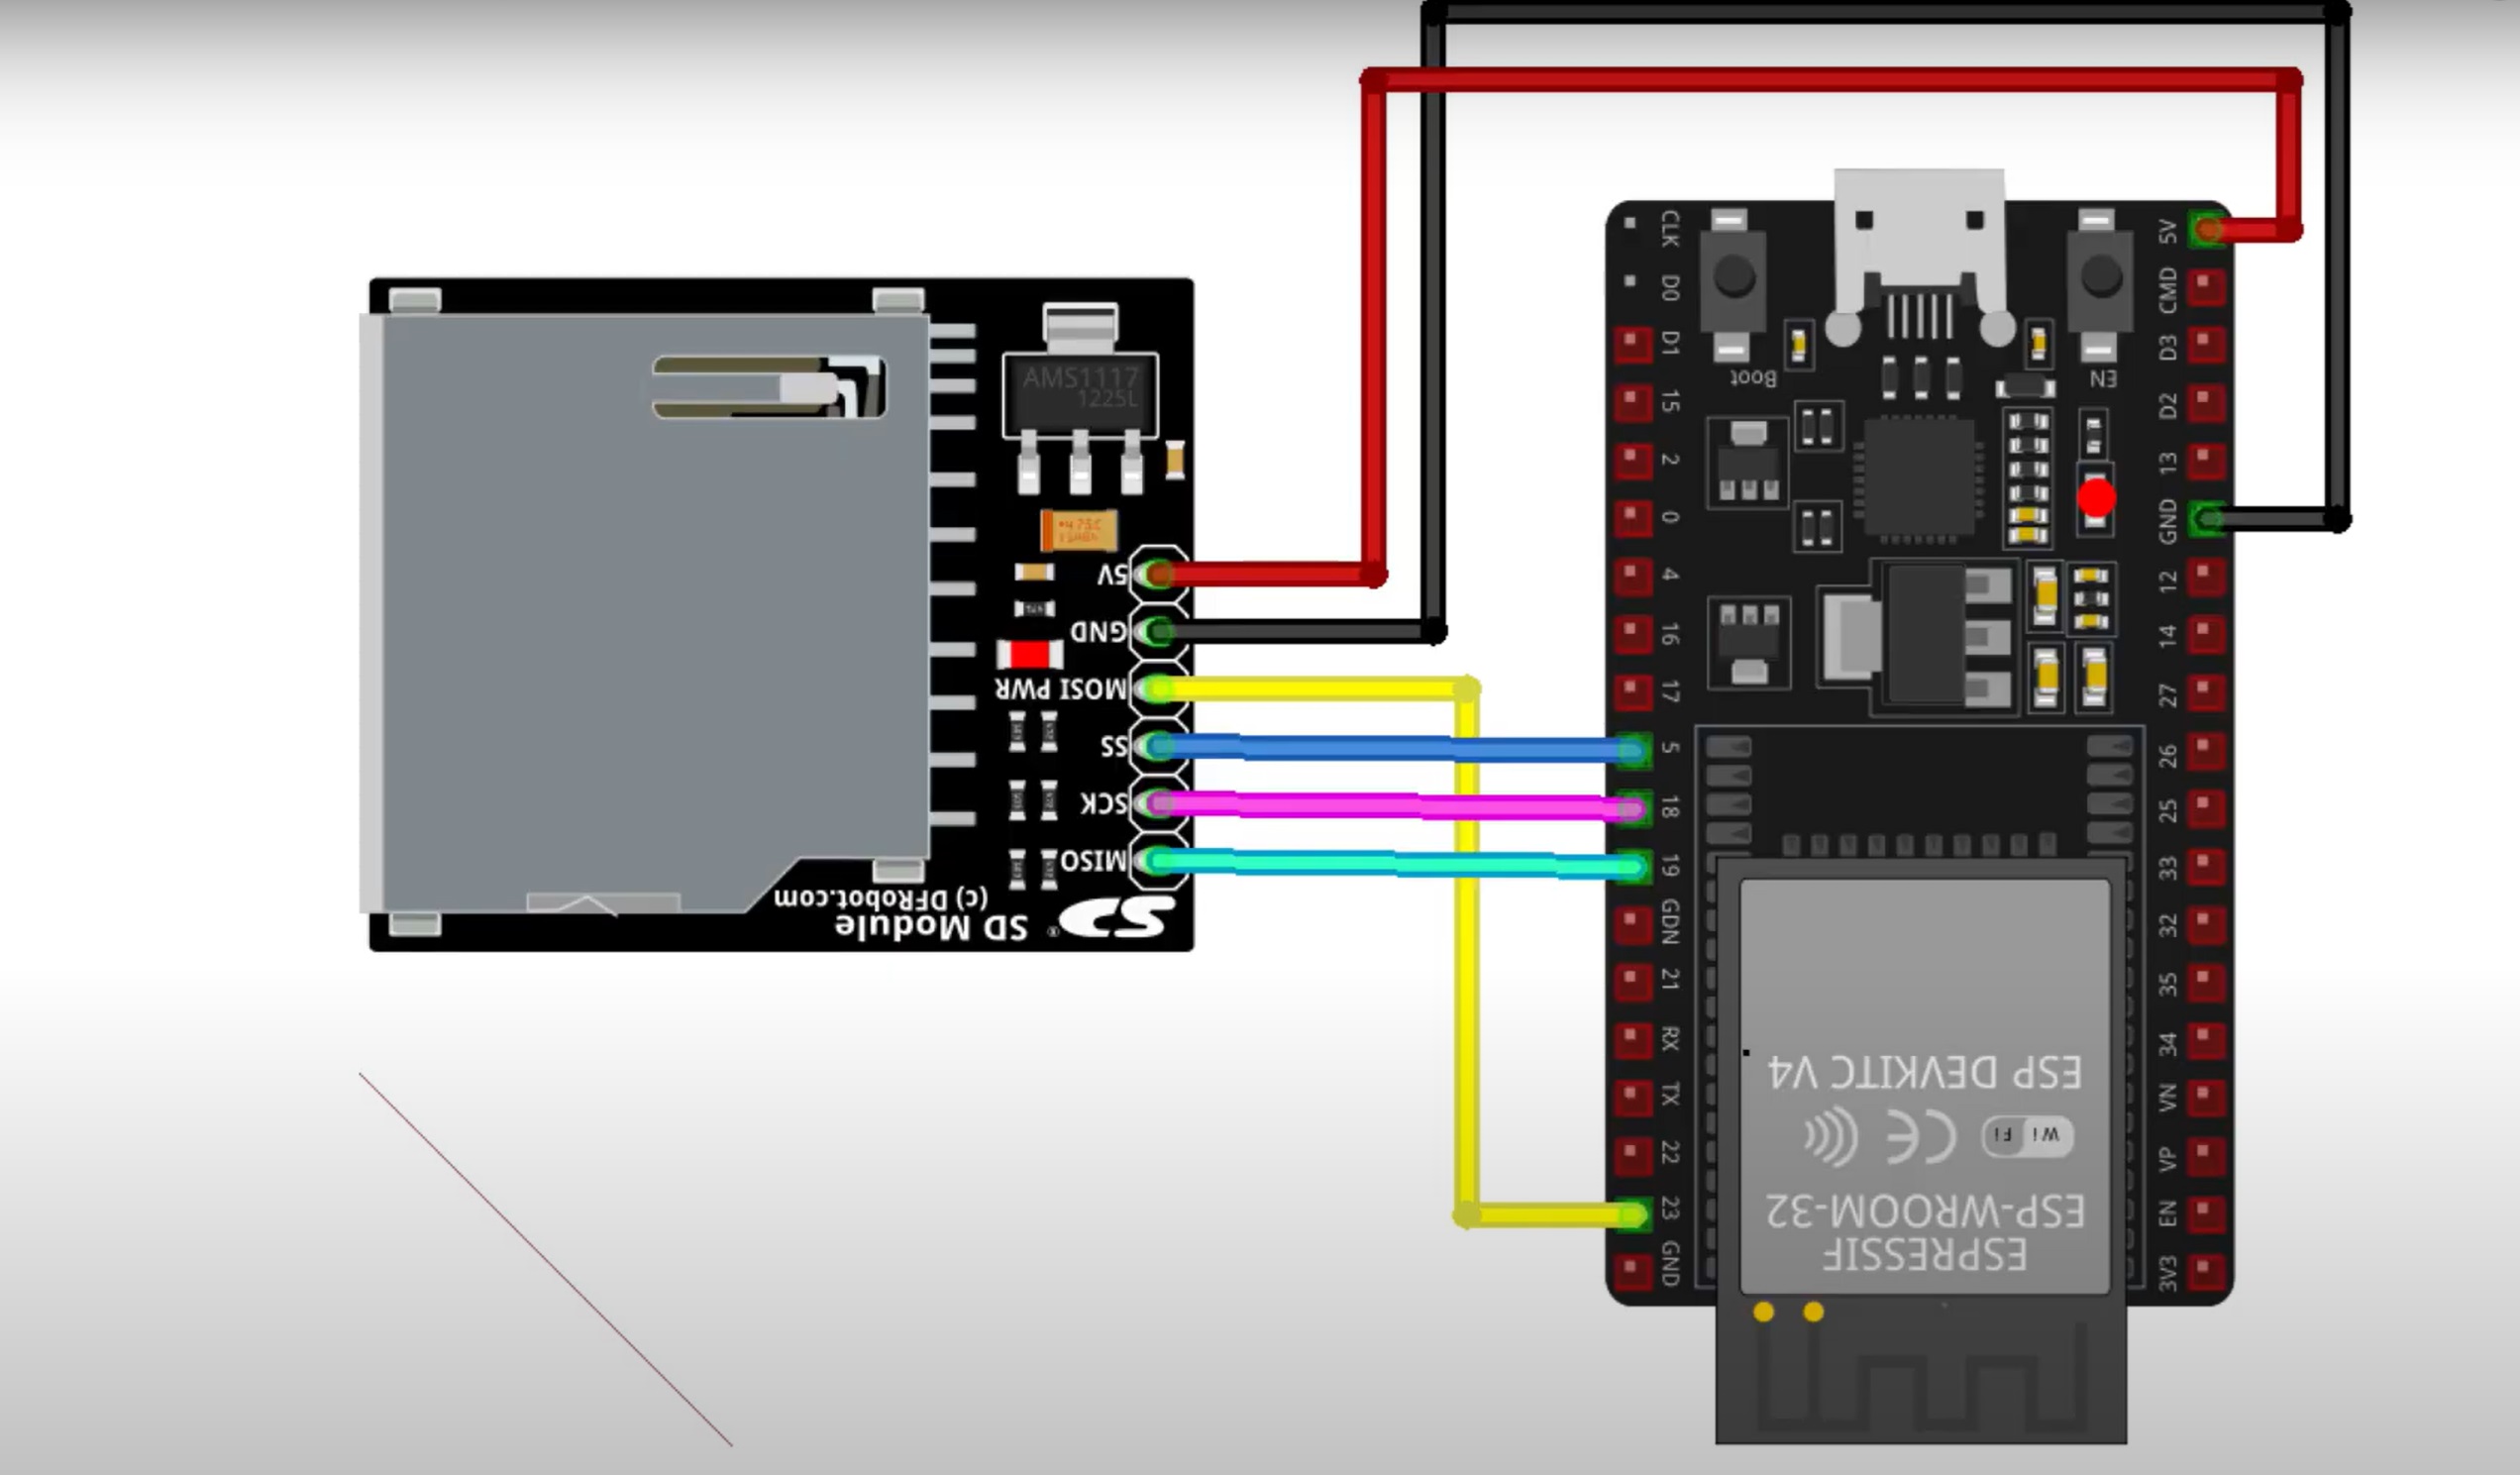 AMS1117
1225L
5V
GND
MOSI PWR
SS
SCK
MISO
(c) DFRobot.com
SD Module
SD
®
CLK
D0
D1
15
2
0
4
16
17
5
18
19
GDN
21
RX
TX
22
23
GND
Boot
EN
5V
CMD
D3
D2
13
GND
12
14
27
26
25
33
32
35
34
VN
VP
EN
3V3
ESP DEVKITC V4
Wi Fi
CE
ESP-WROOM-32
ESPRESSIF